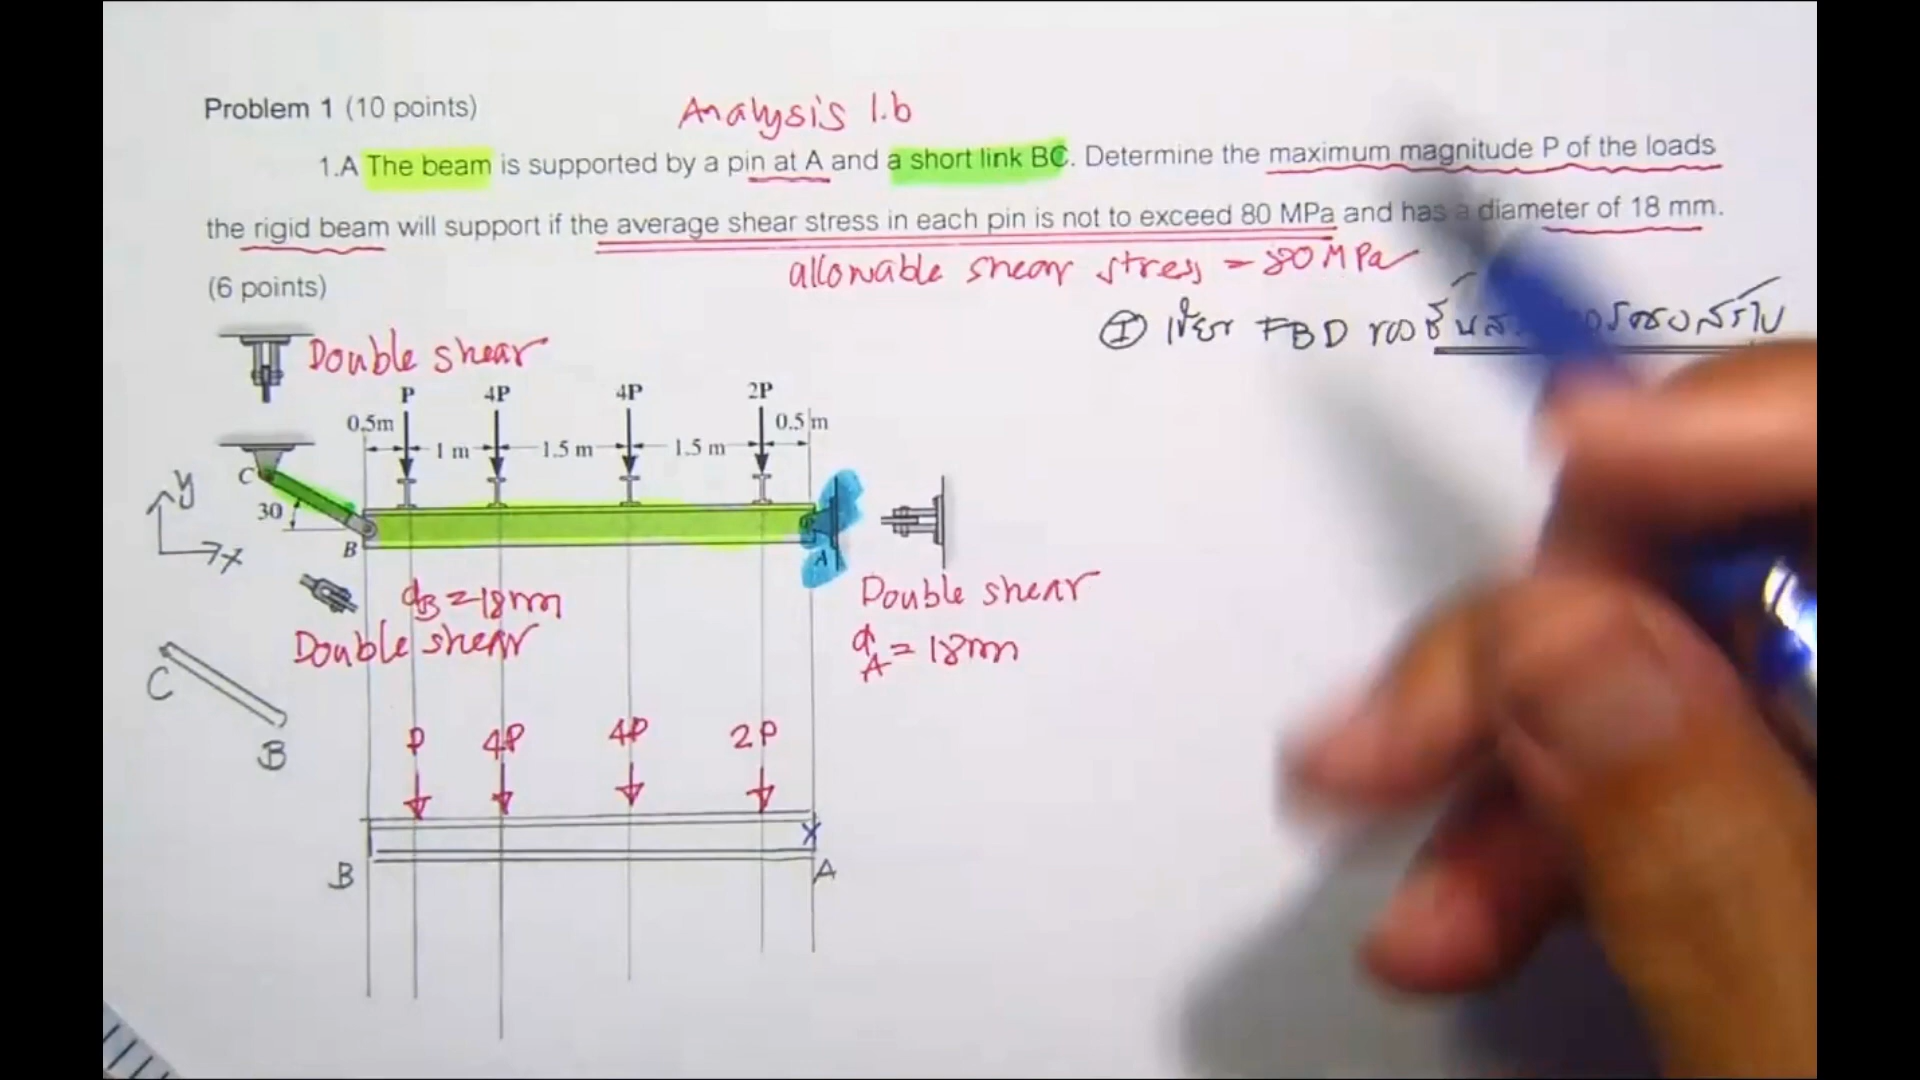 Problem 1 (10 points)
Analysis 1.b
1.A The beam is supported by a pin at A and a short link BC. Determine the maximum magnitude P of the loads
the rigid beam will support if the average shear stress in each pin is not to exceed 80 MPa and has a diameter of 18 mm.
allowable shear stress = 80 MPa
(6 points)
I เขียน FBD ของ
Double shear
P 4P 4P 2P
0.5m 1 m 1.5 m 1.5 m 0.5 m
C
y
30
B
x
A
dB = 18mm
Double shear
Double shear
dA = 18mm
C
B
P 4P 4P 2P
x
B A